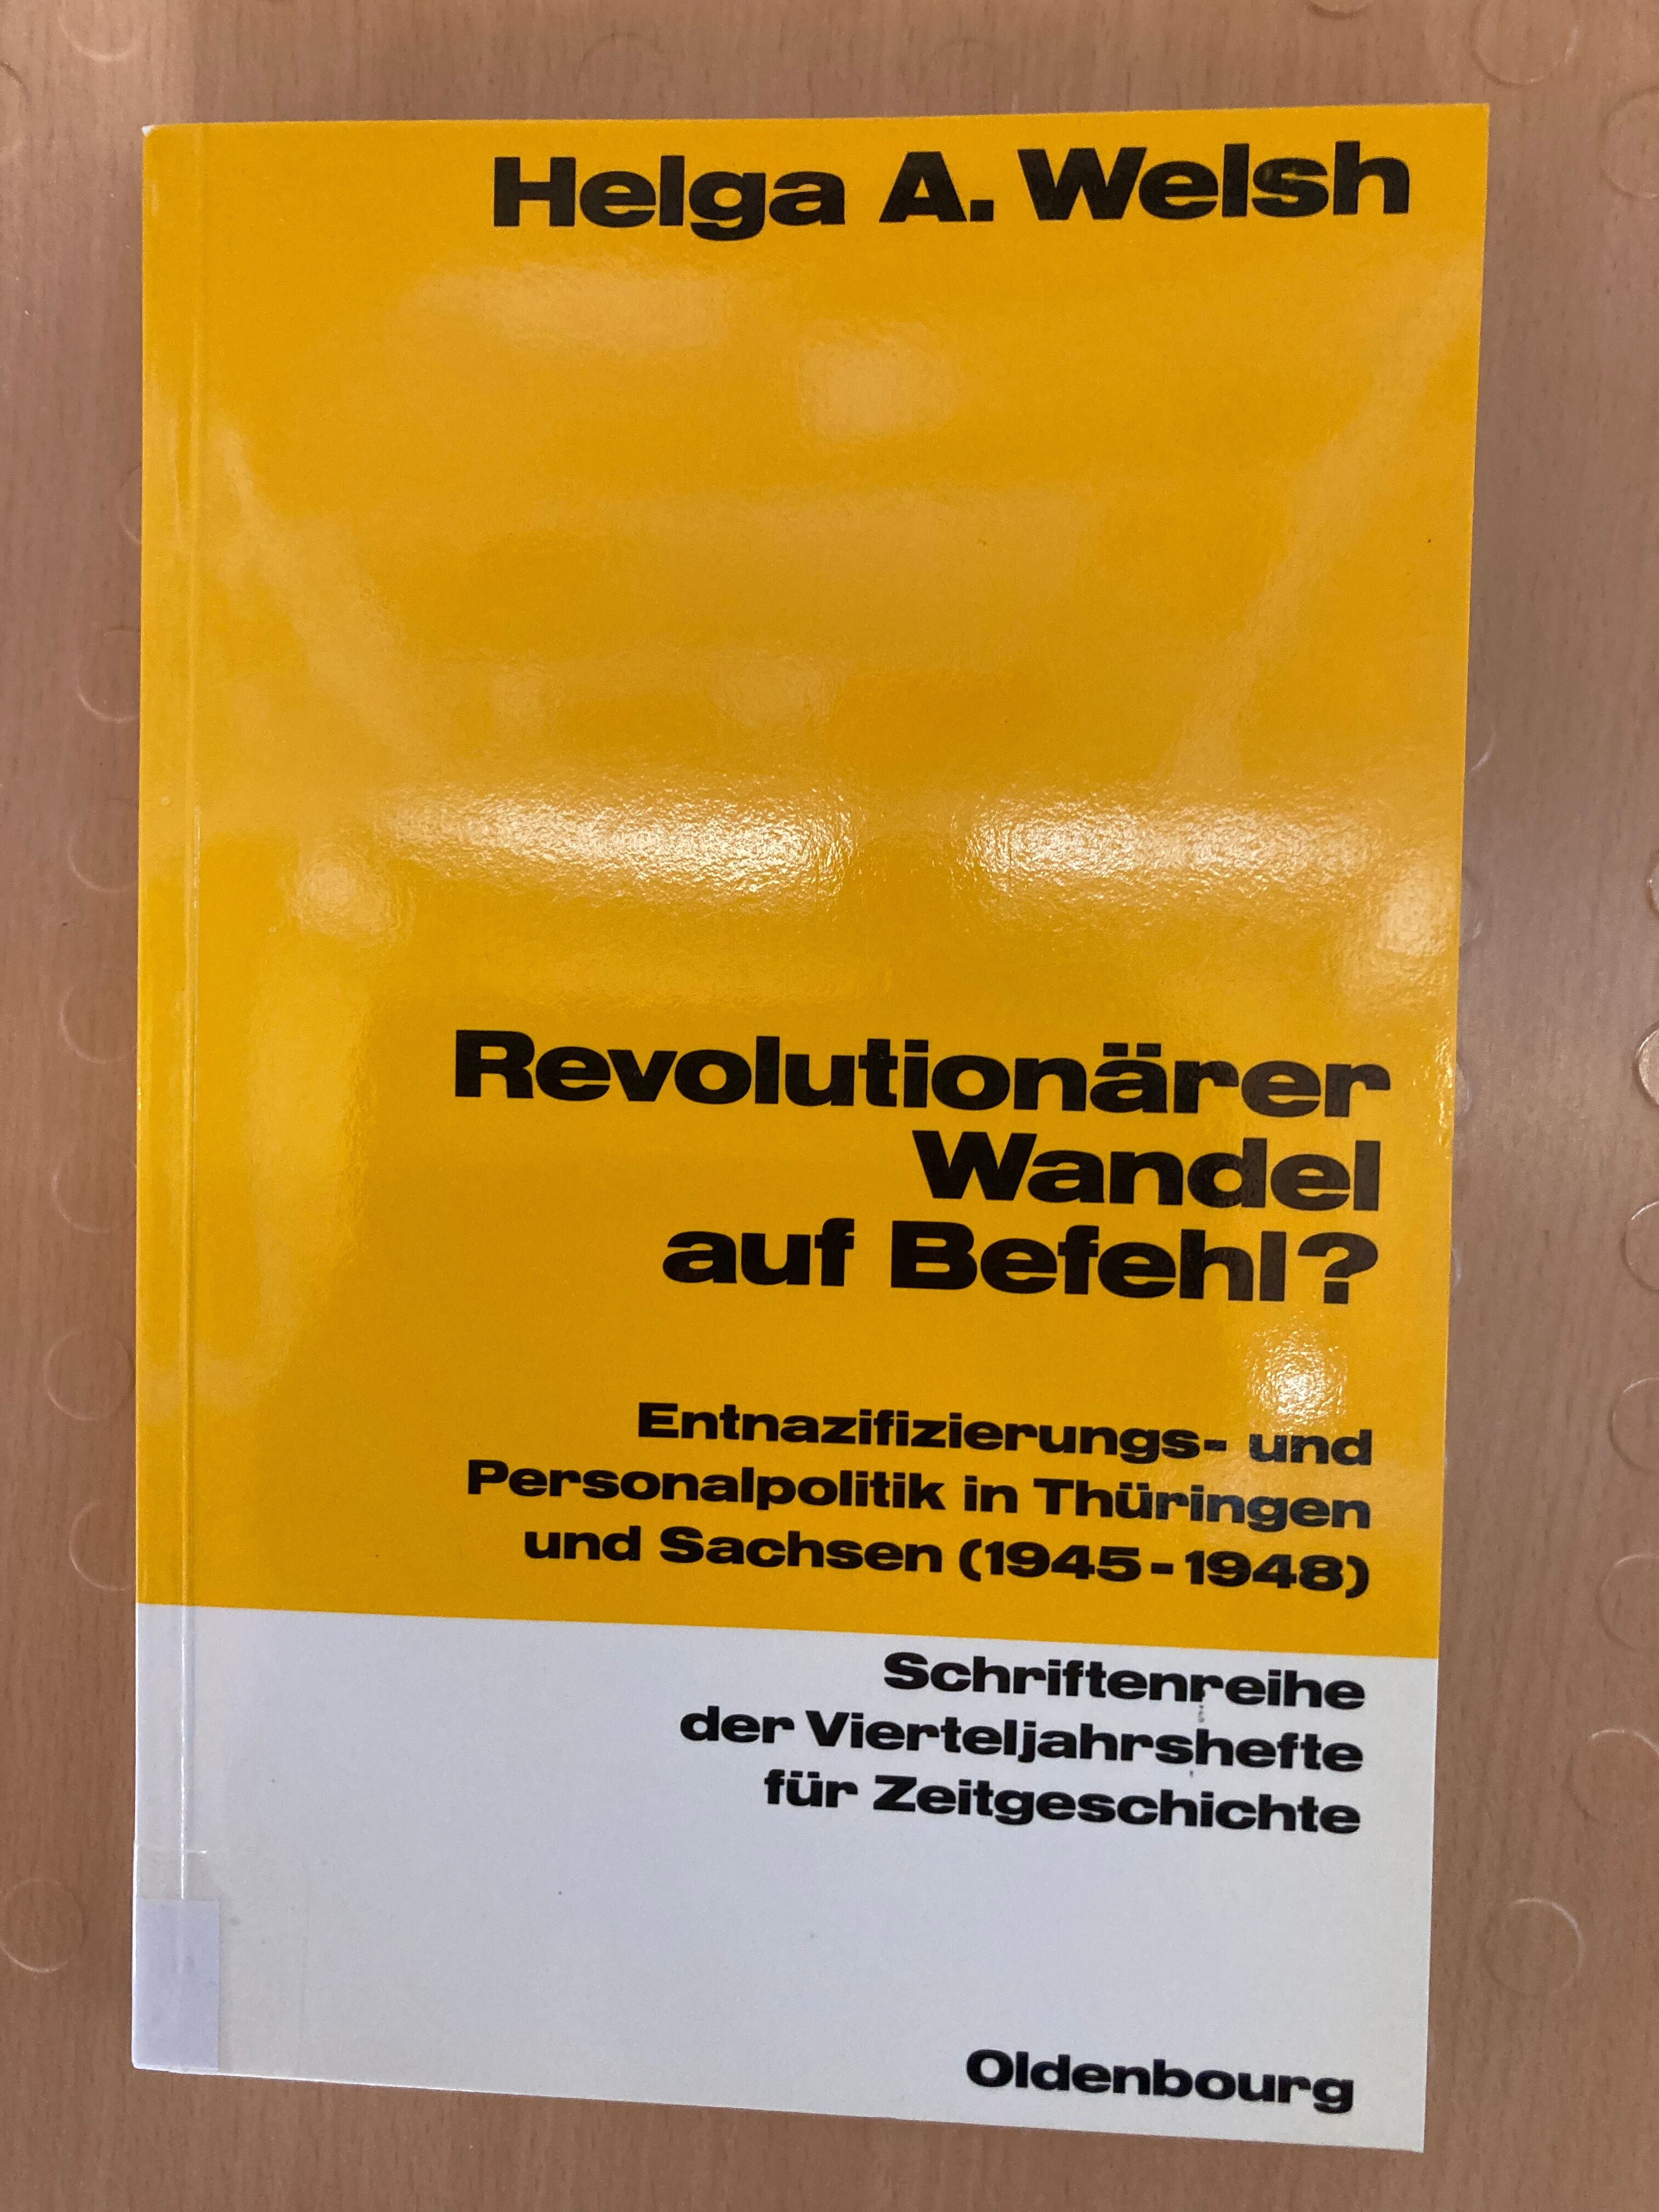 Helga A. Welsh
Revolutionärer
Wandel
auf Befehl?
Entnazifizierungs- und
Personalpolitik in Thüringen
und Sachsen (1945-1948)
Schriftenreihe
der Vierteljahrshefte
für Zeitgeschichte
Oldenbourg